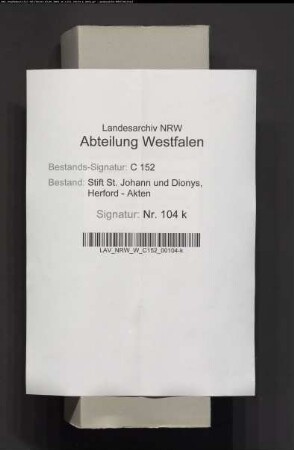 Landesarchiv NRW
Abteilung Westfalen
Bestands-Signatur: C 152
Bestand: Stift St. Johann und Dionys,
Herford - Akten
Signatur: Nr. 104 k
LAV_NRW_W_C152_00104-k